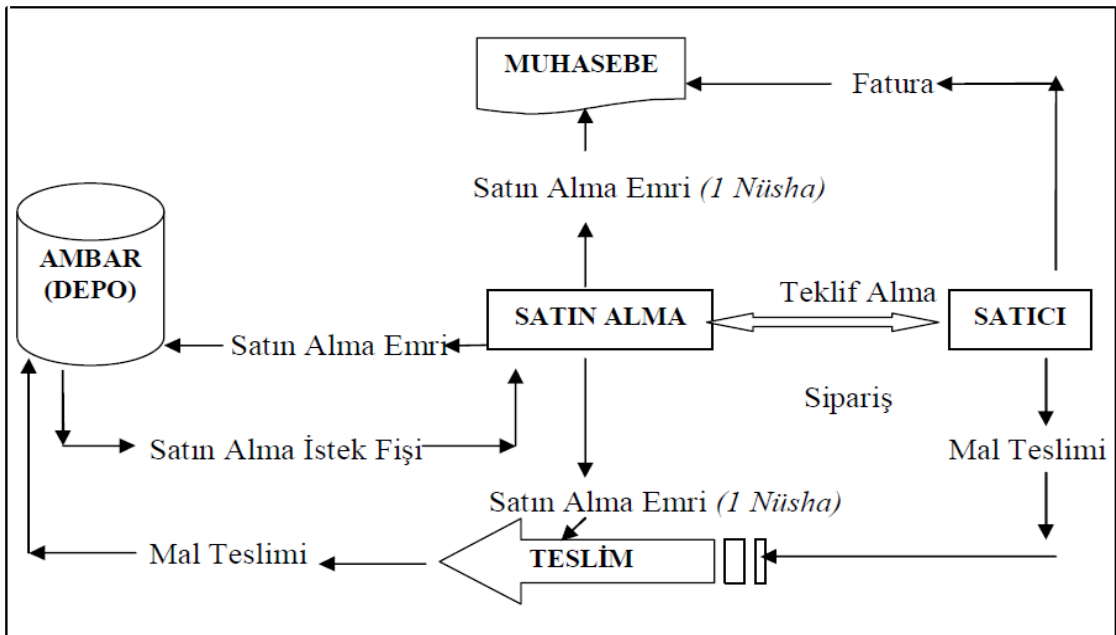 MUHASEBE
Fatura
Satın Alma Emri (1 Nüsha)
AMBAR
(DEPO)
Teklif Alma
SATIN ALMA
SATICI
Satın Alma Emri
Sipariş
Satın Alma İstek Fişi
Mal Teslimi
Satın Alma Emri (1 Nüsha)
Mal Teslimi
TESLİM